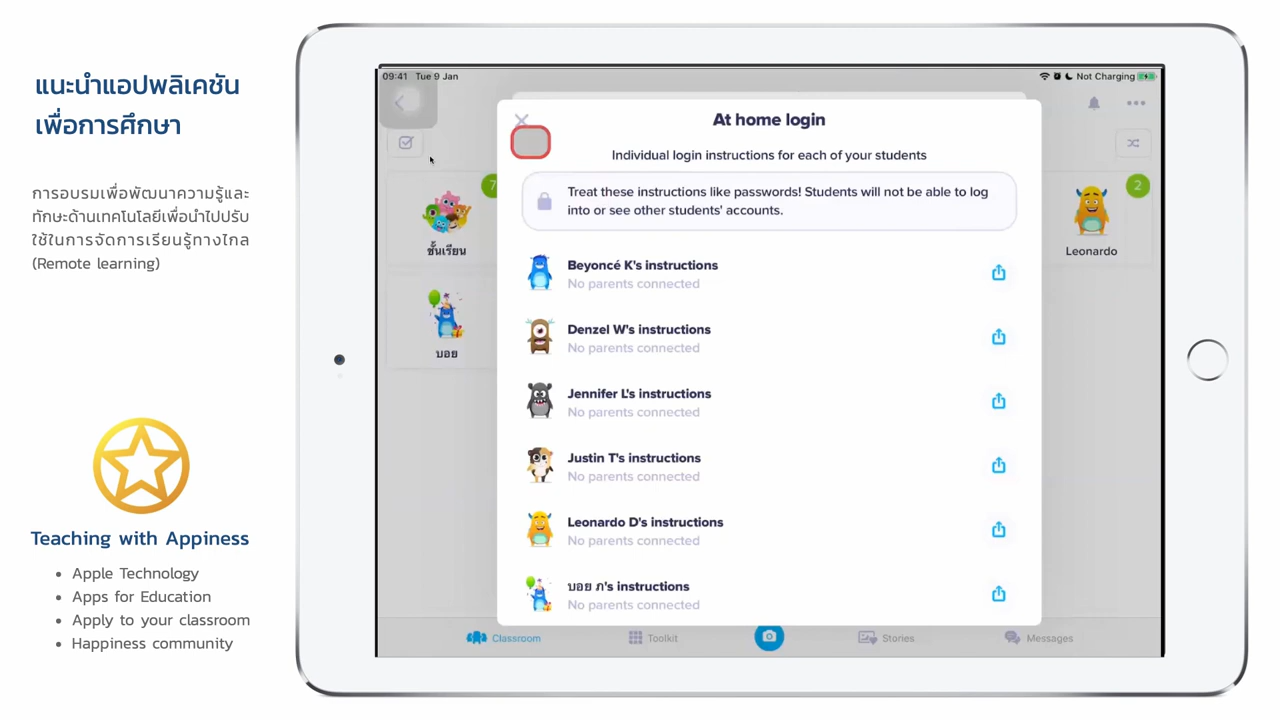 แนะนำแอปพลิเคชัน
เพื่อการศึกษา
การอบรมเพื่อพัฒนาความรู้และ
ทักษะด้านเทคโนโลยีเพื่อนำไปปรับ
ใช้ในการจัดการเรียนรู้ทางไกล
(Remote learning)
Teaching with Appiness
• Apple Technology
• Apps for Education
• Apply to your classroom
• Happiness community
09:41 Tue 9 Jan
Not Charging
At home login
Individual login instructions for each of your students
Treat these instructions like passwords! Students will not be able to log
into or see other students' accounts.
7
ชั้นเรียน
2
Leonardo
บอย
Beyoncé K's instructions
No parents connected
Denzel W's instructions
No parents connected
Jennifer L's instructions
No parents connected
Justin T's instructions
No parents connected
Leonardo D's instructions
No parents connected
บอย ภ's instructions
No parents connected
Classroom
Toolkit
Stories
Messages